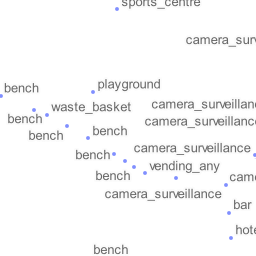 sports_centre
camera_surv
bench
playground
waste_basket
camera_surveillanc
bench
camera_surveillance
bench
bench
bench
camera_surveillance
vending_any
bench
came
camera_surveillance
bar
hote
bench